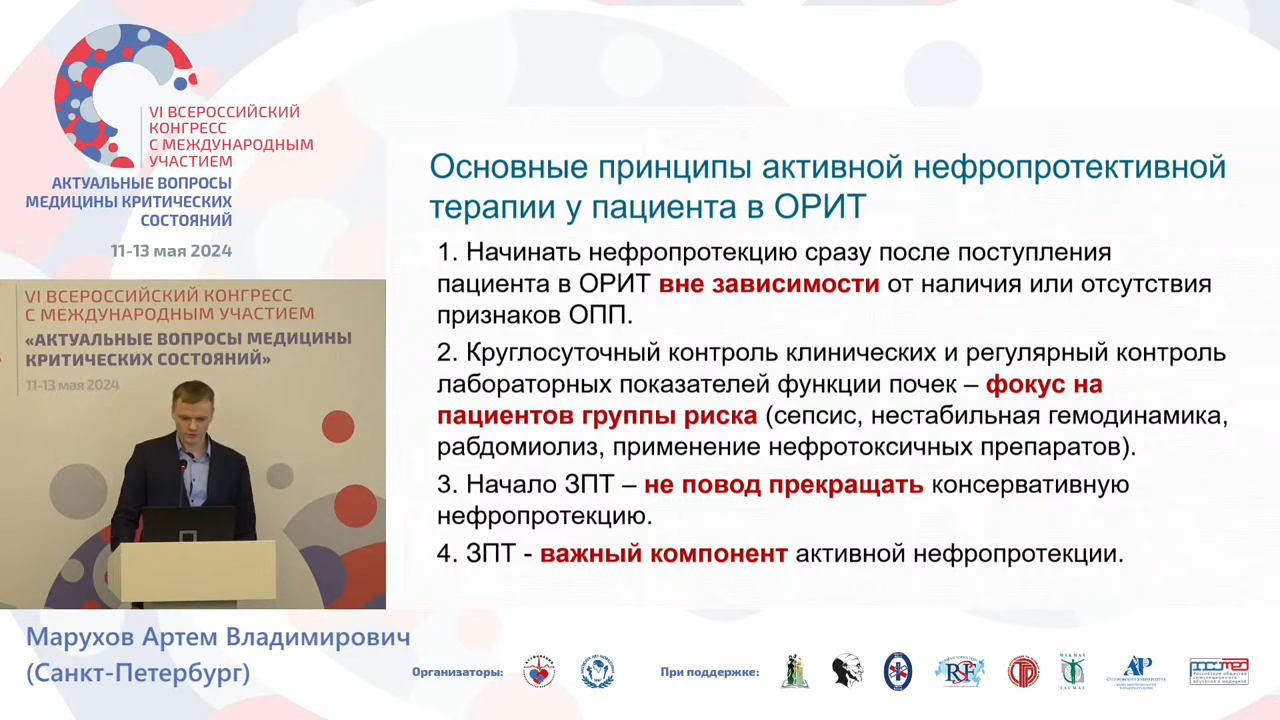 VI ВСЕРОССИЙСКИЙ
КОНГРЕСС
С МЕЖДУНАРОДНЫМ
УЧАСТИЕМ
АКТУАЛЬНЫЕ ВОПРОСЫ
МЕДИЦИНЫ КРИТИЧЕСКИХ
СОСТОЯНИЙ
11-13 мая 2024
VI ВСЕРОССИЙСКИЙ КОНГРЕСС
С МЕЖДУНАРОДНЫМ УЧАСТИЕМ
«АКТУАЛЬНЫЕ ВОПРОСЫ МЕДИЦИНЫ
КРИТИЧЕСКИХ СОСТОЯНИЙ»
11-13 мая 2024
Марухов Артем Владимирович
(Санкт-Петербург)
Основные принципы активной нефропротективной
терапии у пациента в ОРИТ
1. Начинать нефропротекцию сразу после поступления
пациента в ОРИТ вне зависимости от наличия или отсутствия
признаков ОПП.
2. Круглосуточный контроль клинических и регулярный контроль
лабораторных показателей функции почек – фокус на
пациентов группы риска (сепсис, нестабильная гемодинамика,
рабдомиолиз, применение нефротоксичных препаратов).
3. Начало ЗПТ – не повод прекращать консервативную
нефропротекцию.
4. ЗПТ - важный компонент активной нефропротекции.
Организаторы:
При поддержке: